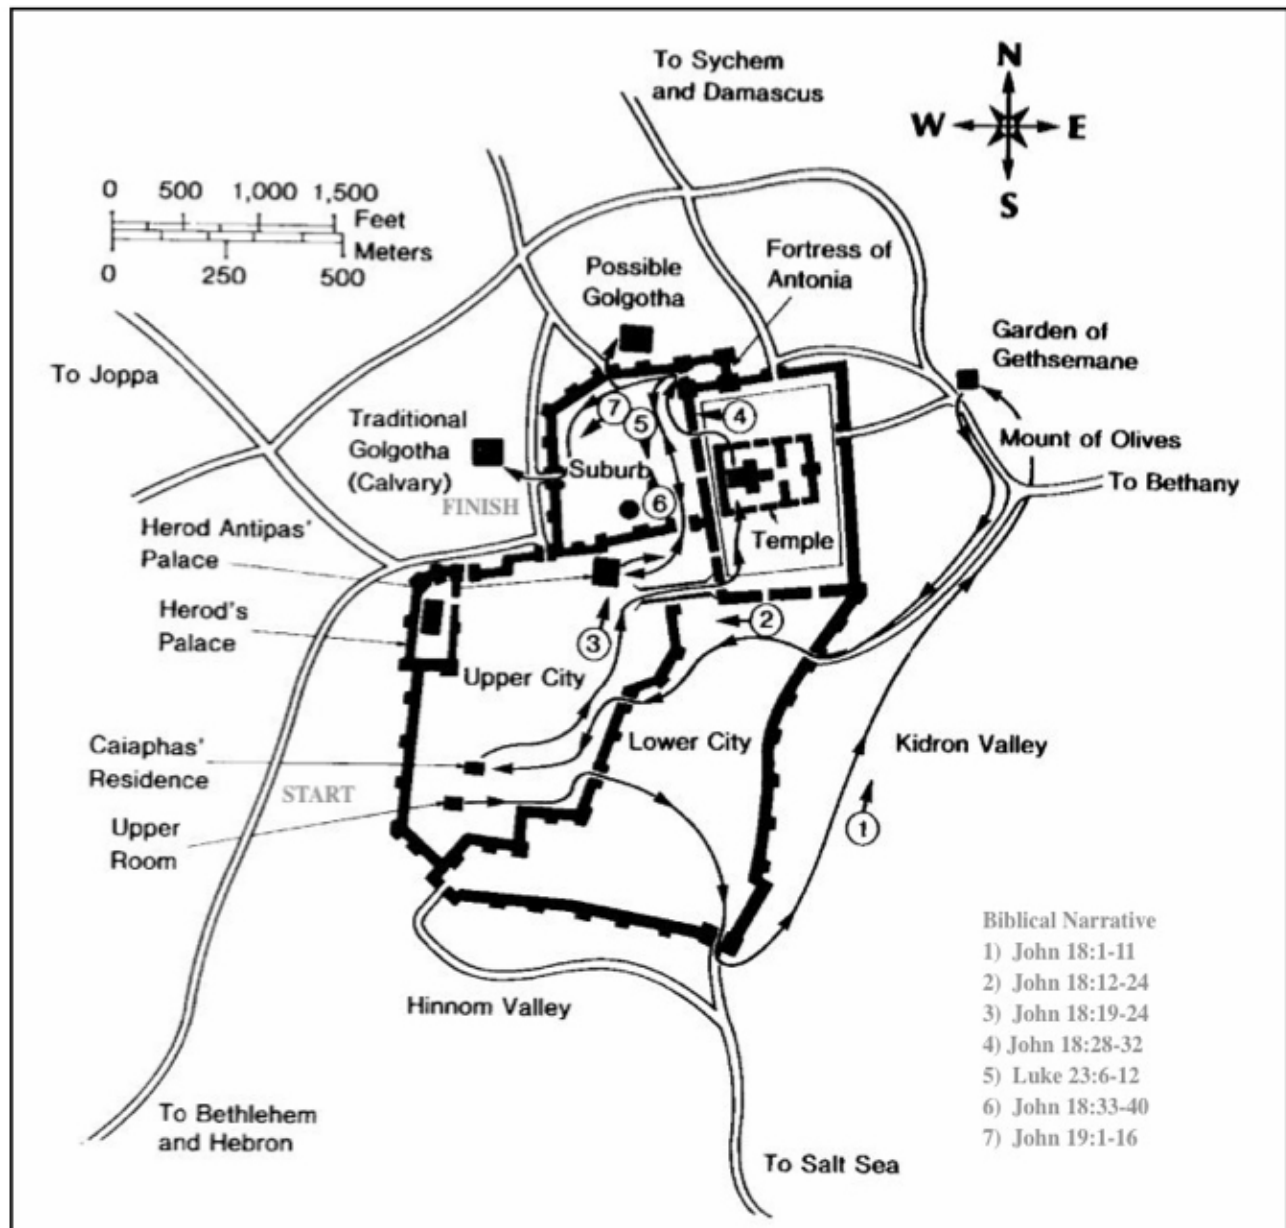 To Sychem
and Damascus
N
W
E
S
0 500 1,000 1,500
Feet
Meters
0 250 500
Possible
Golgotha
Fortress of
Antonia
Garden of
Gethsemane
To Joppa
Traditional
Golgotha
(Calvary)
FINISH
7
5
4
Suburb
6
Mount of Olives
To Bethany
Herod Antipas'
Palace
Temple
Herod's
Palace
3
2
Upper City
Lower City
Kidron Valley
Caiaphas'
Residence
START
Upper
Room
1
Hinnom Valley
Biblical Narrative
1) John 18:1-11
2) John 18:12-24
3) John 18:19-24
4) John 18:28-32
5) Luke 23:6-12
6) John 18:33-40
7) John 19:1-16
To Bethlehem
and Hebron
To Salt Sea